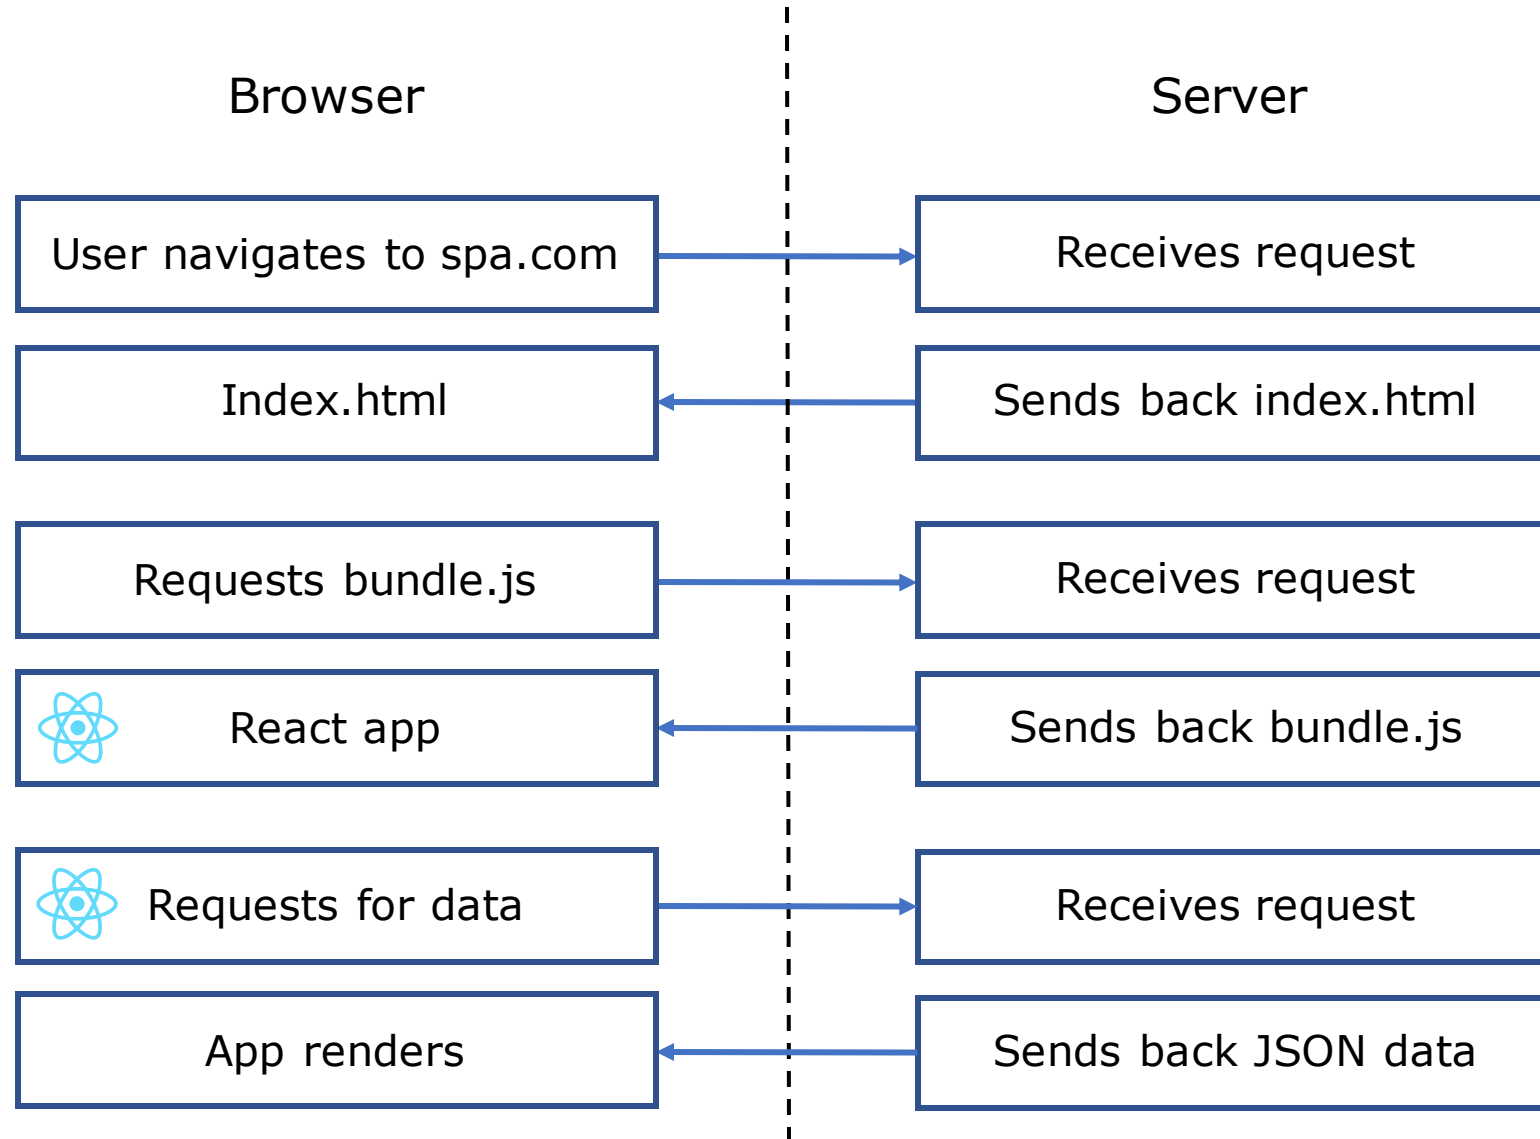 Browser
Server
User navigates to spa.com
Receives request
Index.html
Sends back index.html
Requests bundle.js
Receives request
React app
Sends back bundle.js
Requests for data
Receives request
App renders
Sends back JSON data